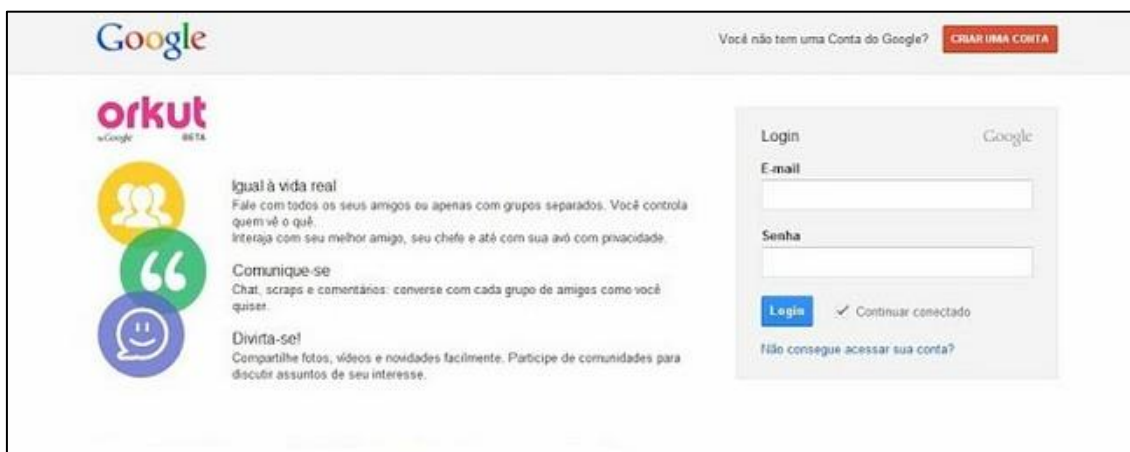 Google
Você não tem uma Conta do Google? CRIAR UMA CONTA
orkut
by Google BETA
Igual à vida real
Fale com todos os seus amigos ou apenas com grupos separados. Você controla
quem vê o quê.
Interaja com seu melhor amigo, seu chefe e até com sua avó com privacidade.
Comunique-se
Chat, scraps e comentários: converse com cada grupo de amigos como você
quiser.
Divirta-se!
Compartilhe fotos, vídeos e novidades facilmente. Participe de comunidades para
discutir assuntos de seu interesse.
Login Google
E-mail
Senha
Login Continuar conectado
Não consegue acessar sua conta?